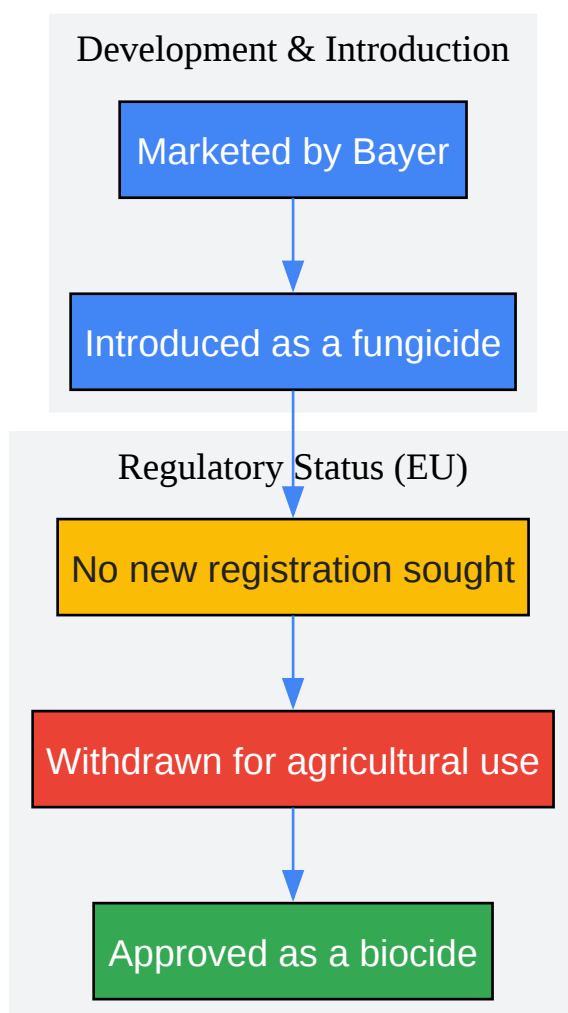 Development & Introduction
Marketed by Bayer
Introduced as a fungicide
Regulatory Status (EU)
No new registration sought
Withdrawn for agricultural use
Approved as a biocide